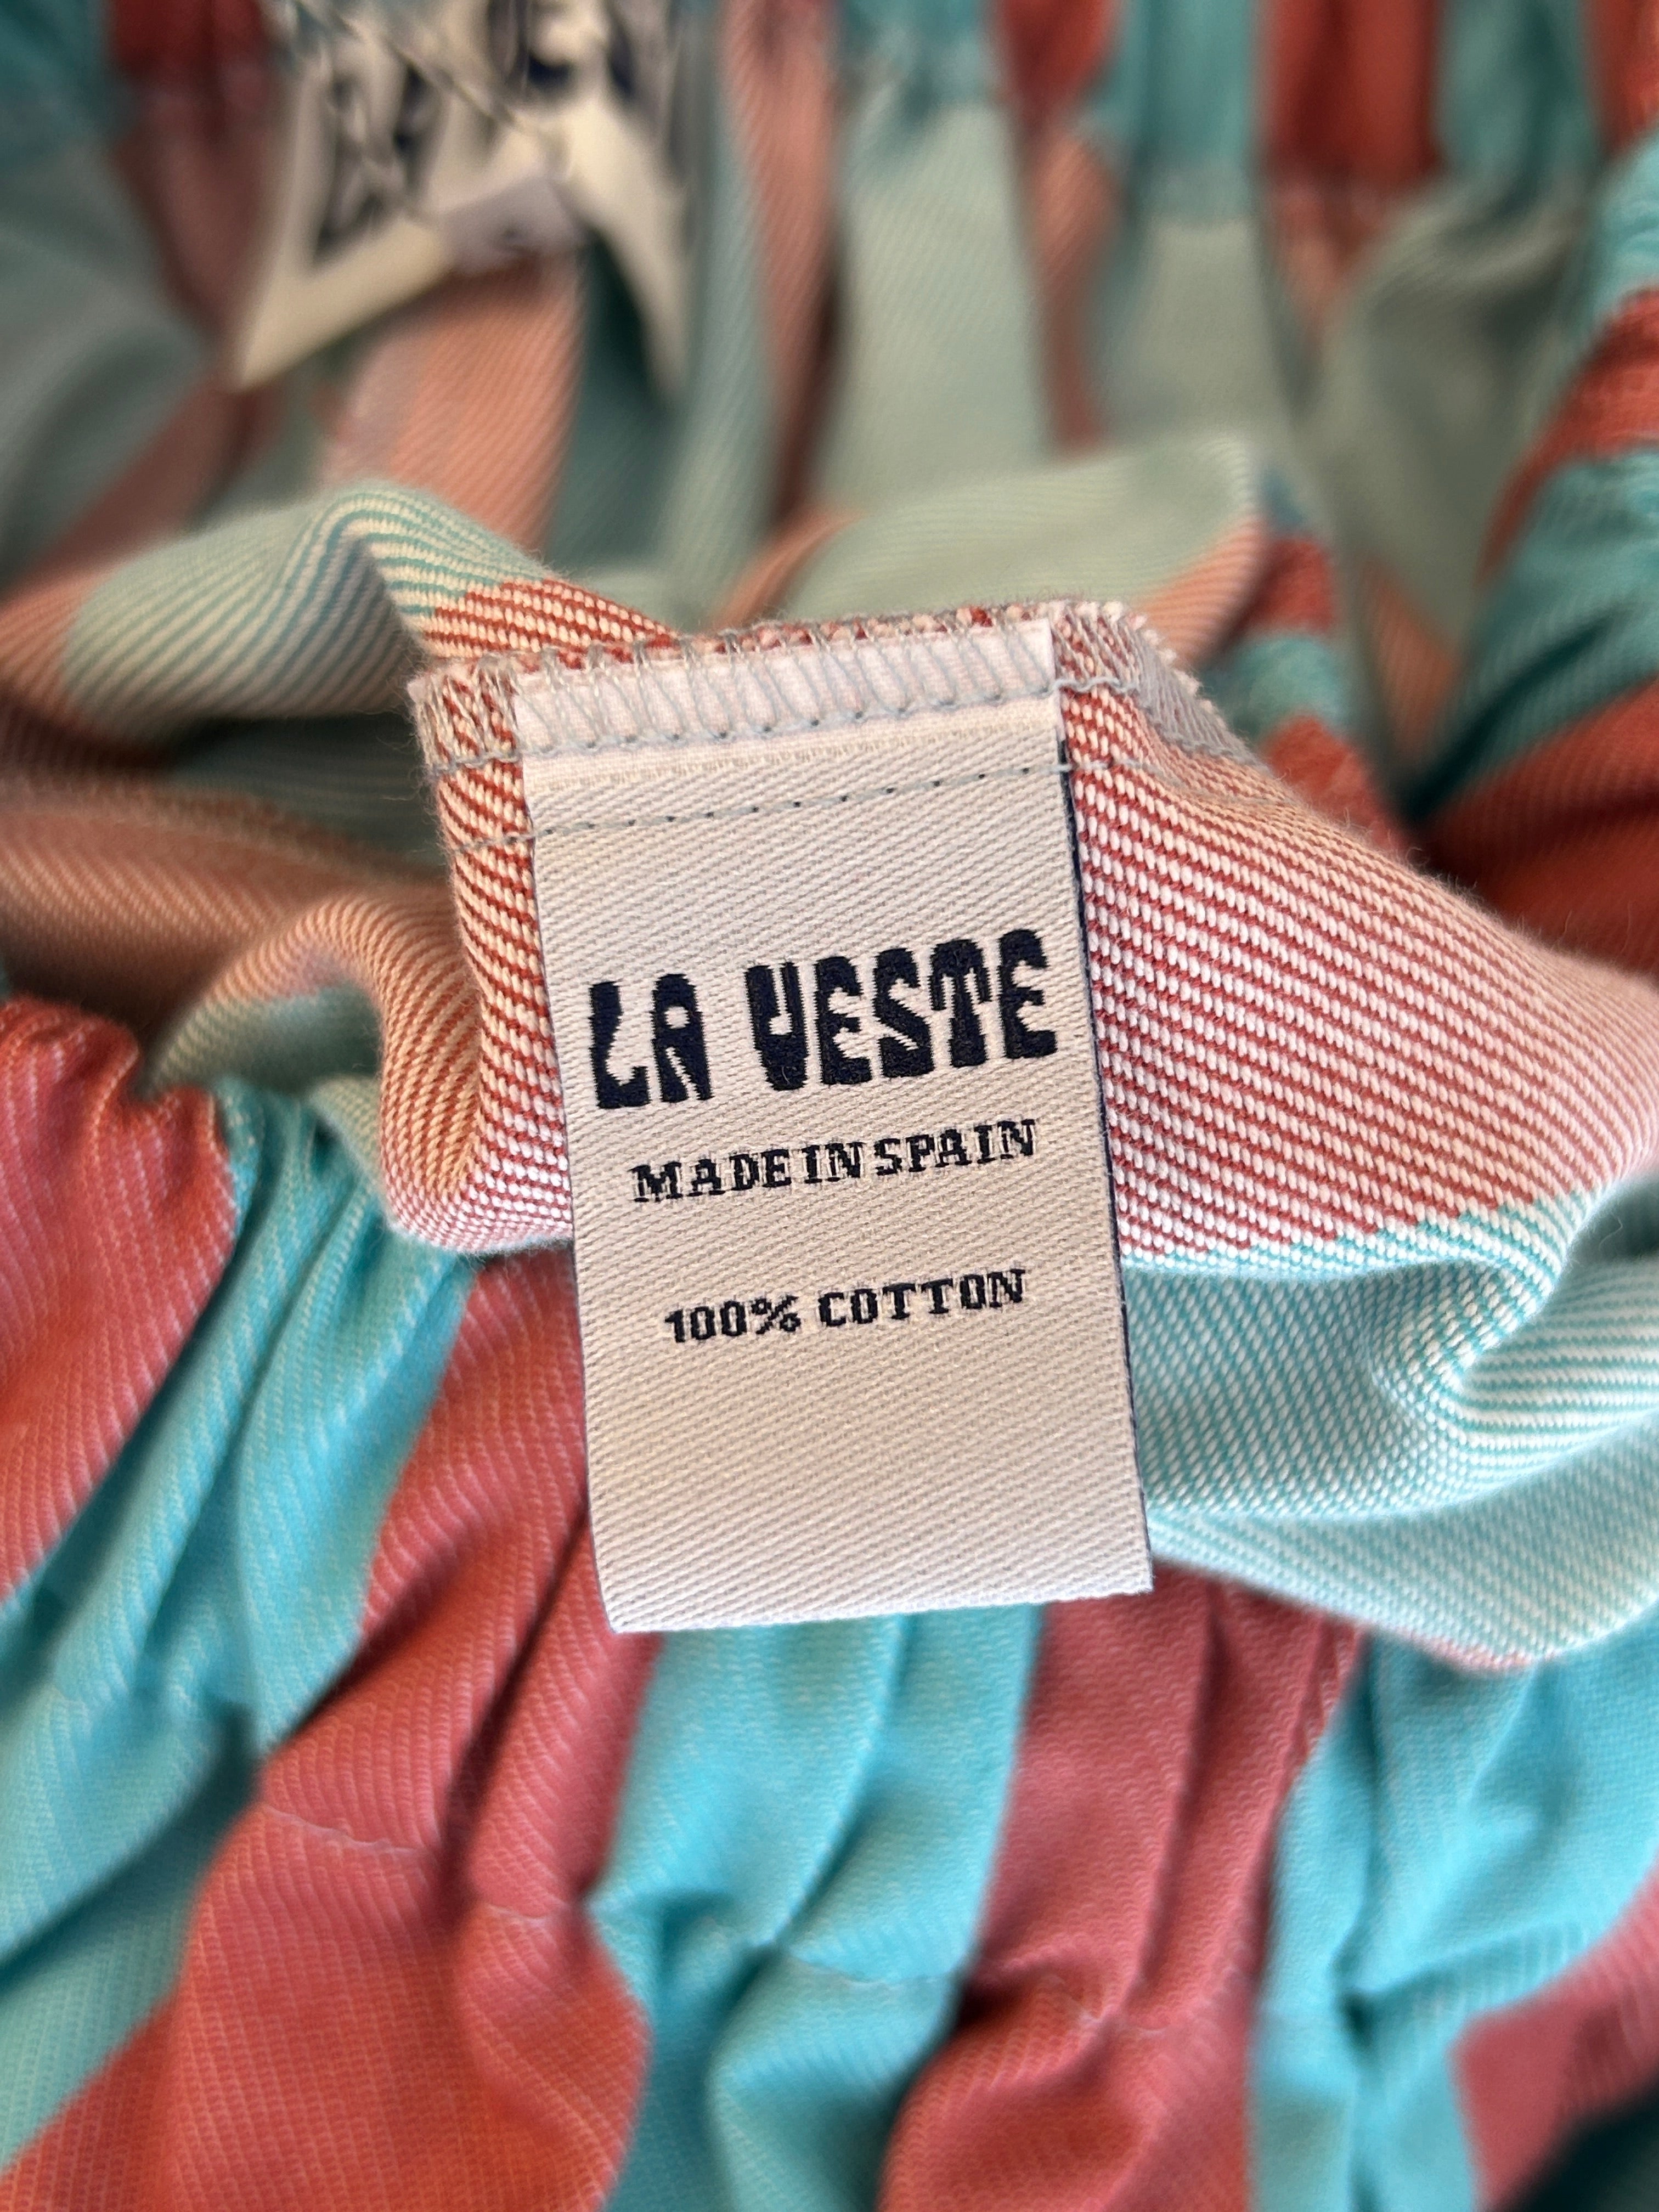 LA VESTE
MADE IN SPAIN
100% COTTON